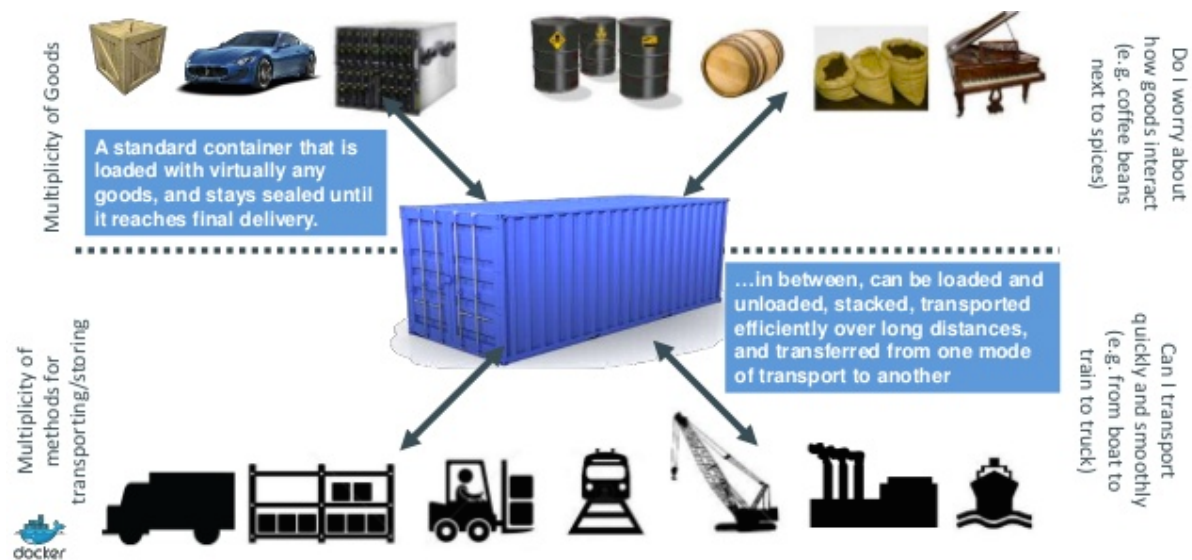 Multiplicity of Goods
A standard container that is
loaded with virtually any
goods, and stays sealed until
it reaches final delivery.
Do I worry about
how goods interact
(e.g. coffee beans
next to spices)
Multiplicity of
methods for
transporting/storing
...in between, can be loaded and
unloaded, stacked, transported
efficiently over long distances,
and transferred from one mode
of transport to another
Can I transport
quickly and smoothly
(e.g. from boat to
train to truck)
docker